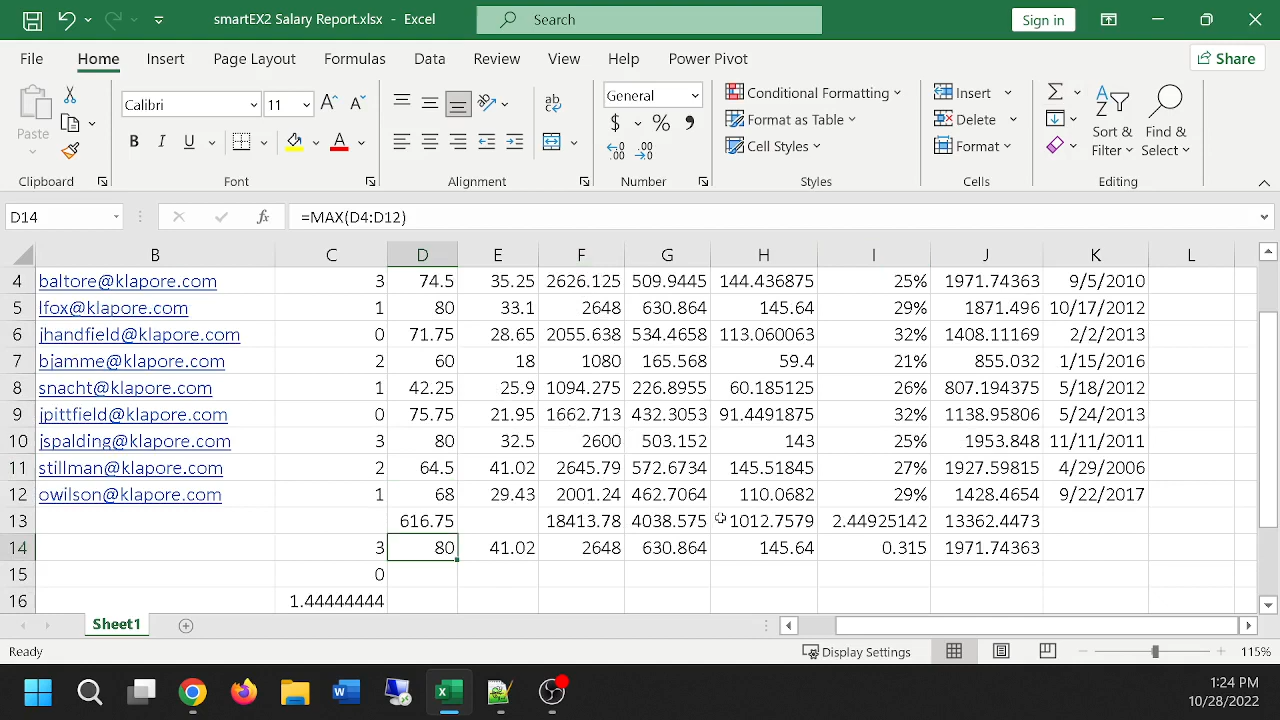 smartEX2 Salary Report.xlsx - Excel
Search
Sign in
File Home Insert Page Layout Formulas Data Review View Help Power Pivot
Share
Paste
Calibri 11
B I U
A A
ab
General
$ % 9
Conditional Formatting
Format as Table
Cell Styles
Insert
Delete
Format
Sort & Filter
Find & Select
Clipboard Font Alignment Number Styles Cells Editing
D14 fx =MAX(D4:D12)
B C D E F G H I J K L
4 baltore@klapore.com 3 74.5 35.25 2626.125 509.9445 144.436875 25% 1971.74363 9/5/2010
5 lfox@klapore.com 1 80 33.1 2648 630.864 145.64 29% 1871.496 10/17/2012
6 jhandfield@klapore.com 0 71.75 28.65 2055.638 534.4658 113.060063 32% 1408.11169 2/2/2013
7 bjamme@klapore.com 2 60 18 1080 165.568 59.4 21% 855.032 1/15/2016
8 snacht@klapore.com 1 42.25 25.9 1094.275 226.8955 60.185125 26% 807.194375 5/18/2012
9 jpittfield@klapore.com 0 75.75 21.95 1662.713 432.3053 91.4491875 32% 1138.95806 5/24/2013
10 jspalding@klapore.com 3 80 32.5 2600 503.152 143 25% 1953.848 11/11/2011
11 stillman@klapore.com 2 64.5 41.02 2645.79 572.6734 145.51845 27% 1927.59815 4/29/2006
12 owilson@klapore.com 1 68 29.43 2001.24 462.7064 110.0682 29% 1428.4654 9/22/2017
13 616.75 18413.78 4038.575 1012.7579 2.44925142 13362.4473
14 3 80 41.02 2648 630.864 145.64 0.315 1971.74363
15 0
16 1.44444444
Sheet1
Ready
Display Settings
115%
1:24 PM
10/28/2022